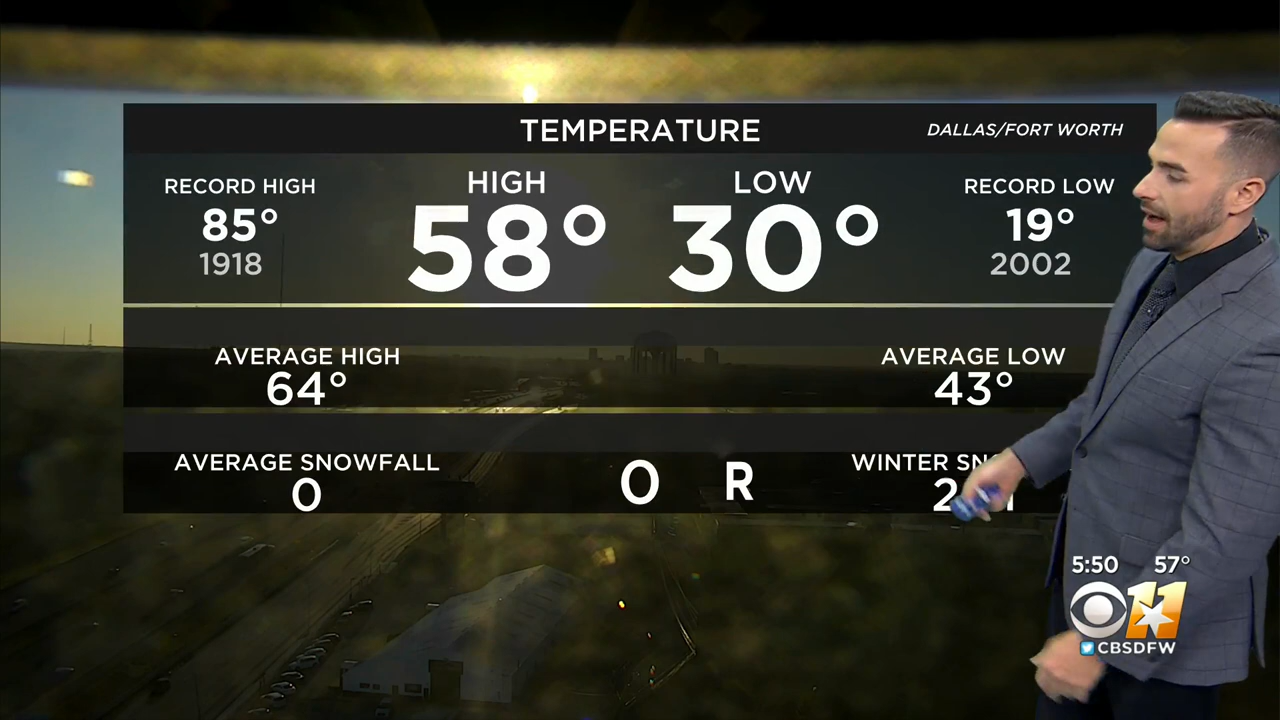 TEMPERATURE
DALLAS/FORT WORTH
RECORD HIGH
85°
1918
HIGH
58°
LOW
30°
RECORD LOW
19°
2002
AVERAGE HIGH
64°
AVERAGE LOW
43°
AVERAGE SNOWFALL
0
O R
WINTER
5:50 57°
11
CBSDFW